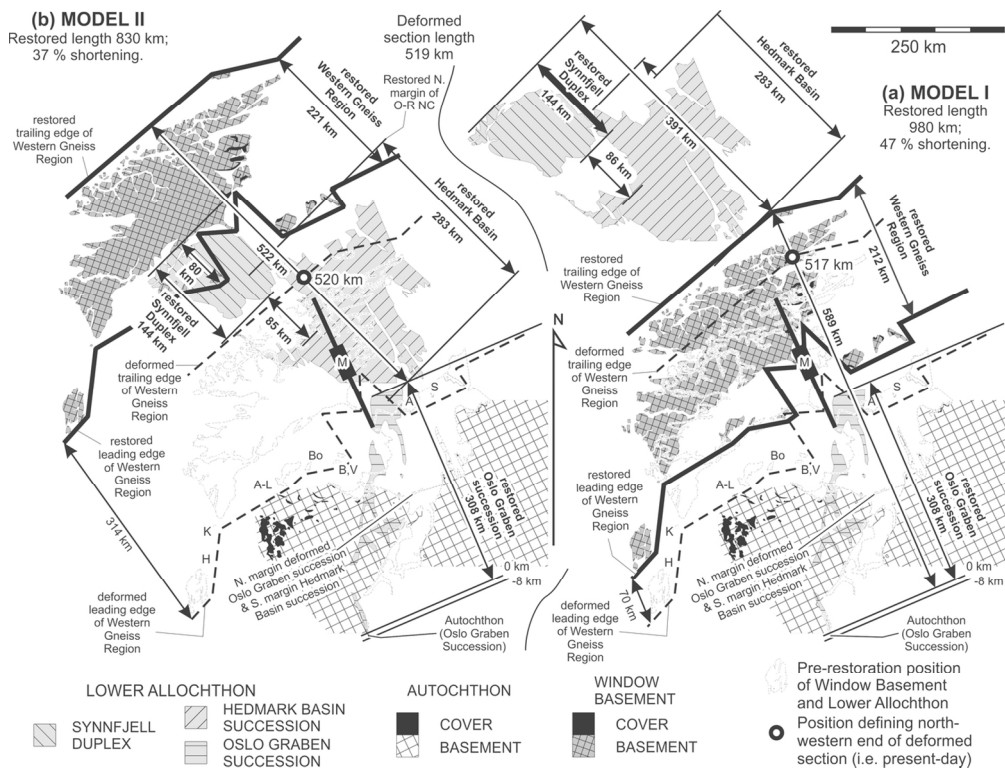 (b) MODEL II
Restored length 830 km;
37 % shortening.
Deformed
section length
519 km
Restored N.
margin of
O-R NC
restored
Western Gneiss
Region
221 km
restored
Hedmark Basin
283 km
restored
trailing edge of
Western Gneiss
Region
522 km
520 km
80
km
85 km
restored
Synnfjell
Duplex
144 km
deformed
trailing edge
of Western
Gneiss
Region
restored
leading edge
of Western
Gneiss
Region
314 km
deformed
leading edge of
Western
Gneiss
Region
M
S
A
Bo
B,V
A-L
K
H
restored
Oslo Graben
succession
308 km
N. margin deformed
Oslo Graben succession
& S. margin Hedmark
Basin succession
0 km
-8 km
Autochthon
(Oslo Graben
Succession)
N
250 km
(a) MODEL I
Restored length
980 km;
47 % shortening.
restored
Synnfjell
Duplex
144 km
86 km
391 km
restored
Hedmark Basin
283 km
restored
Western Gneiss
Region
212 km
restored
trailing edge
of Western
Gneiss Region
517 km
589 km
deformed
trailing edge
of Western
Gneiss
Region
restored
leading edge
of Western
Gneiss
Region
70 km
deformed
leading edge of
Western
Gneiss
Region
M
S
A
Bo
B,V
A-L
K
H
restored
Oslo Graben
succession
308 km
N. margin deformed
Oslo Graben succession
& S. margin Hedmark
Basin succession
0 km
-8 km
Autochthon
(Oslo Graben
Succession)
LOWER ALLOCHTHON
SYNNFJELL
DUPLEX
HEDMARK BASIN
SUCCESSION
OSLO GRABEN
SUCCESSION
AUTOCHTHON
COVER
BASEMENT
WINDOW
BASEMENT
COVER
BASEMENT
Pre-restoration position
of Window Basement
and Lower Allochthon
Position defining north-
western end of deformed
section (i.e. present-day)